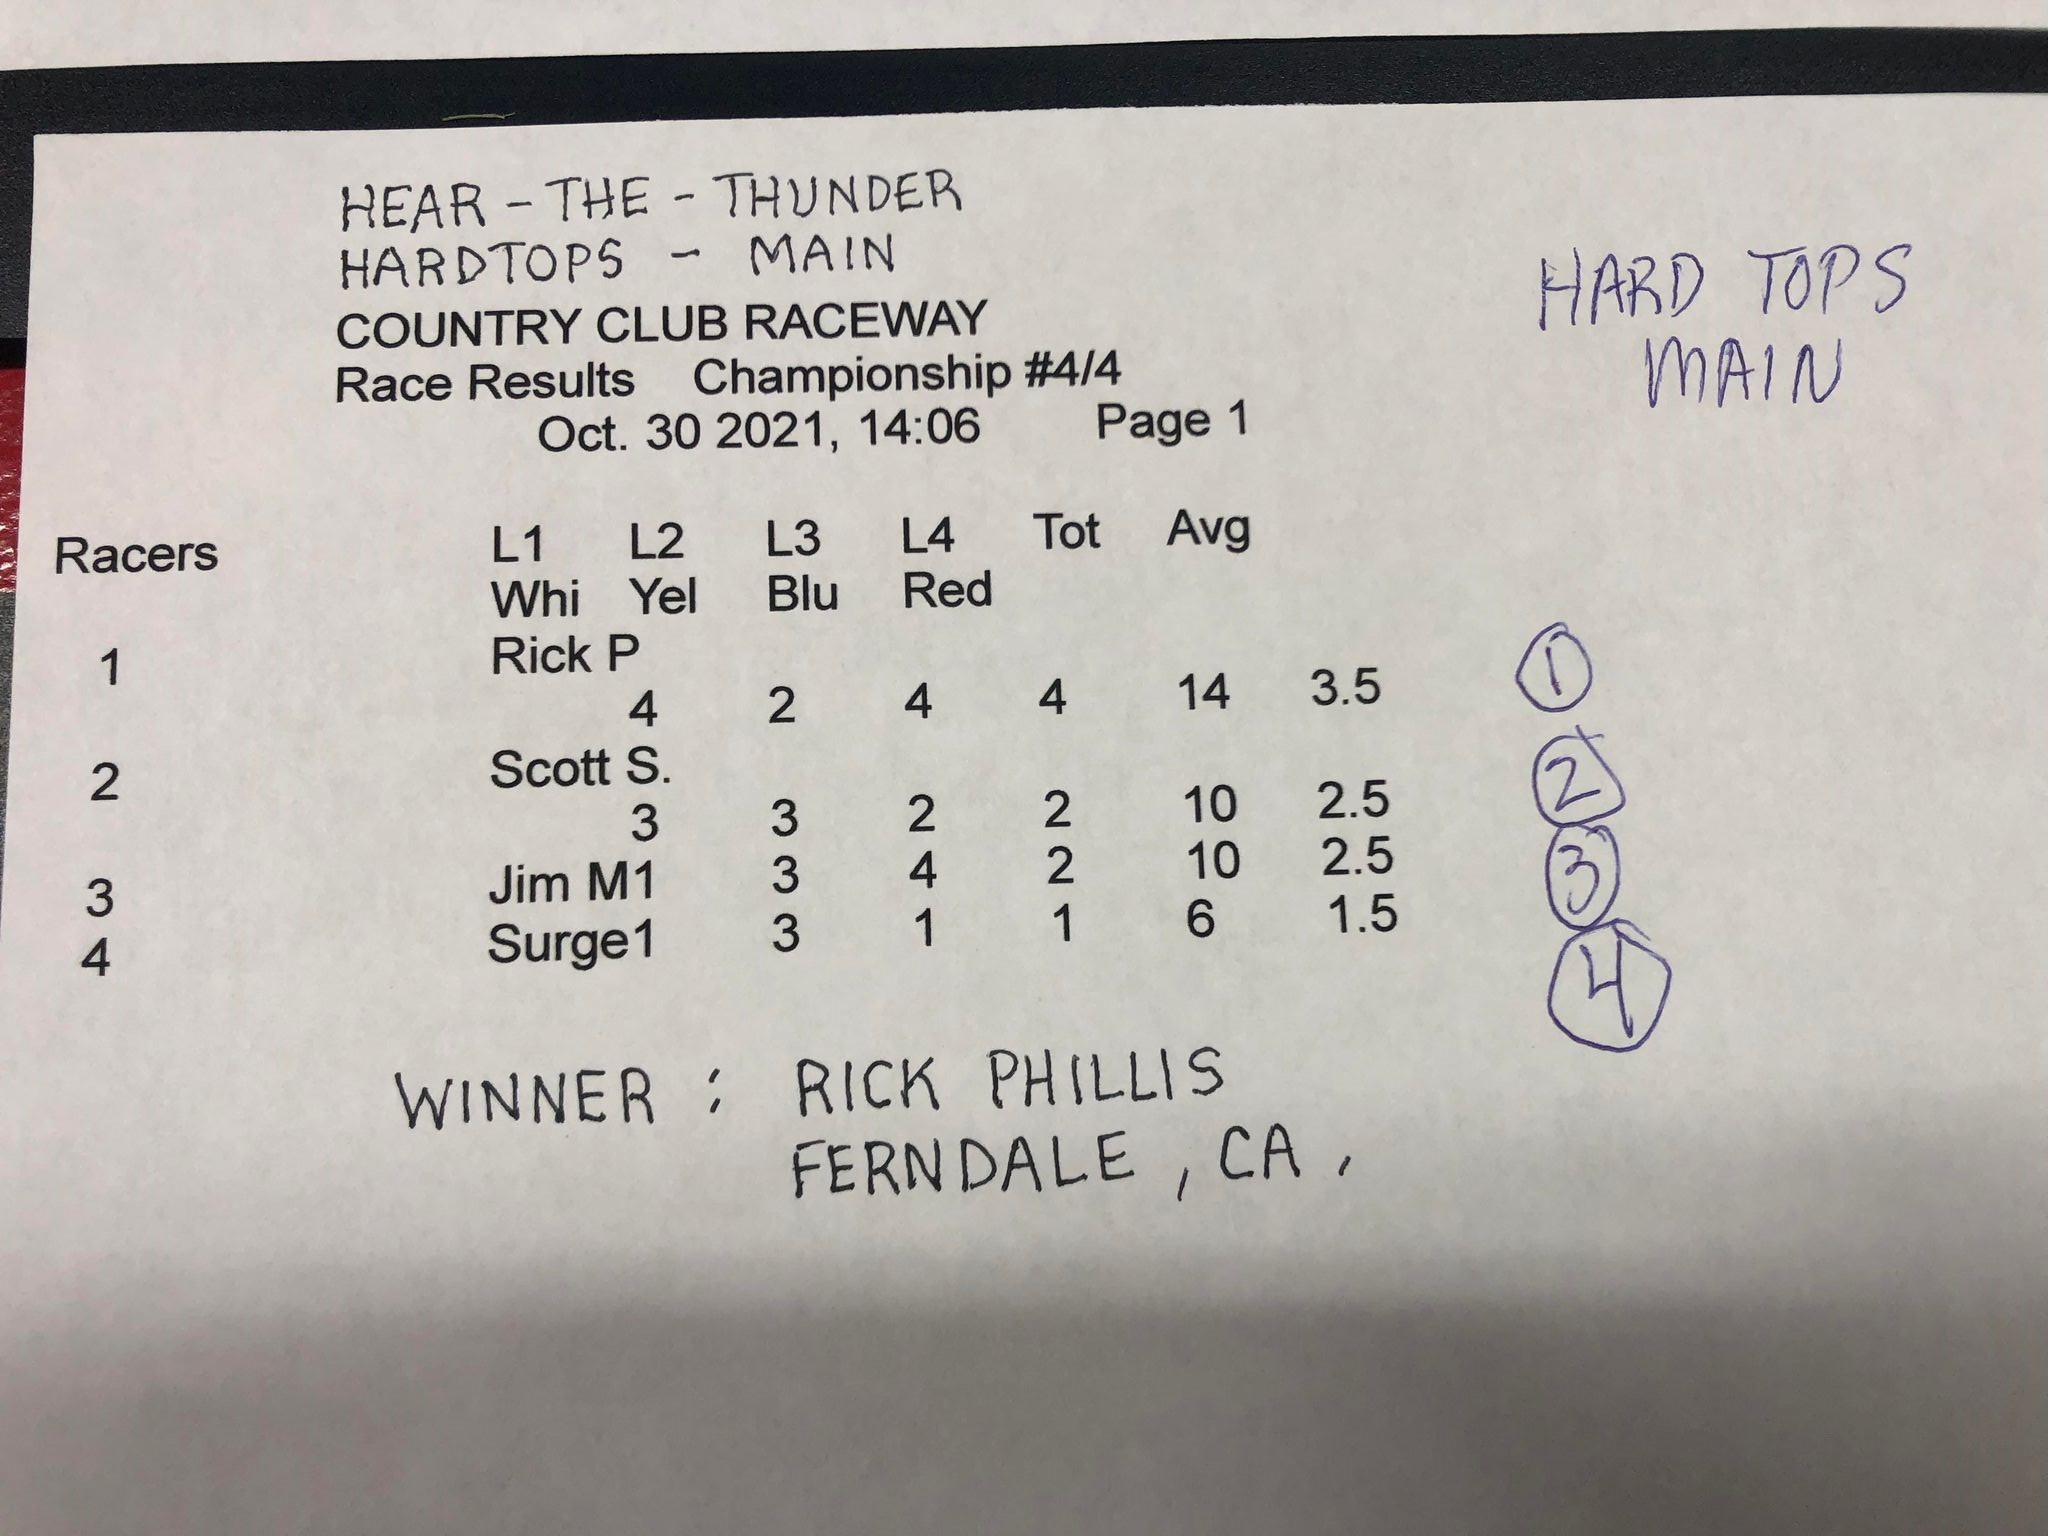 HEAR - THE - THUNDER
HARDTOPS - MAIN
HARD TOPS
MAIN
COUNTRY CLUB RACEWAY
Race Results Championship #4/4
Oct. 30 2021, 14:06 Page 1
Racers L1 L2 L3 L4 Tot Avg
Whi Yel Blu Red
1 Rick P
4 2 4 4 14 3.5 1
2 Scott S.
3 3 2 2 10 2.5 2
3 Jim M1 3 4 2 10 2.5 3
4 Surge1 3 1 1 6 1.5 4
WINNER : RICK PHILLIS
FERNDALE , CA ,